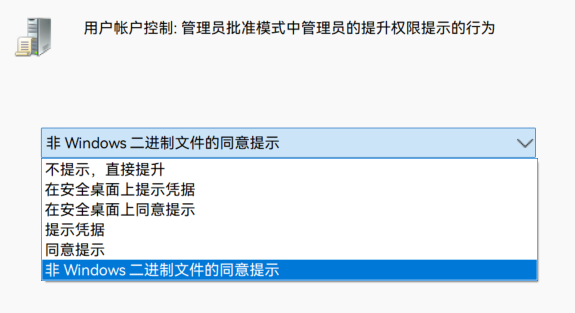 用户帐户控制: 管理员批准模式中管理员的提升权限提示的行为
非 Windows 二进制文件的同意提示
不提示，直接提升
在安全桌面上提示凭据
在安全桌面上同意提示
提示凭据
同意提示
非 Windows 二进制文件的同意提示